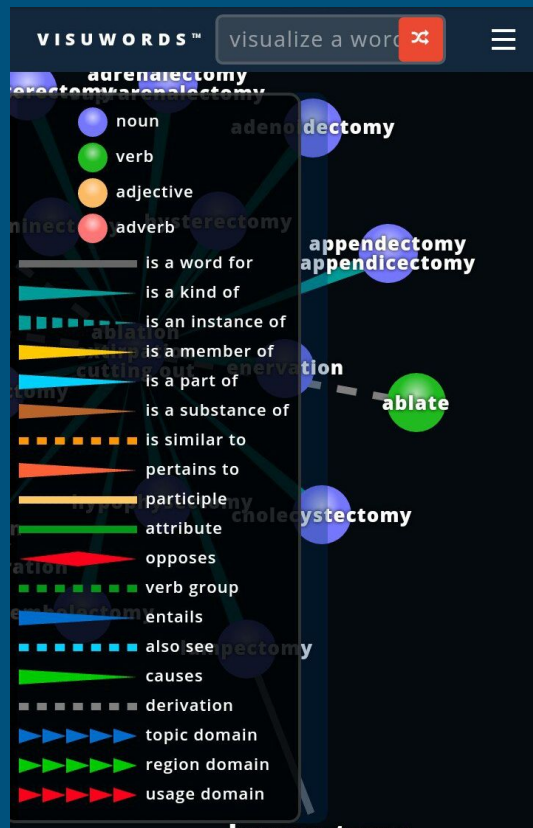 VISUWORDS™
visualize a word
adrenalectomy
adenoidectomy
noun
verb
adjective
hysterectomy
adverb
appendectomy
appendicectomy
is a word for
is a kind of
is an instance of
ablation
is a member of
cutting out
enervation
is a part of
ablate
is a substance of
is similar to
pertains to
participle
cholecystectomy
attribute
opposes
verb group
entails
also see
lumpectomy
causes
derivation
topic domain
region domain
usage domain